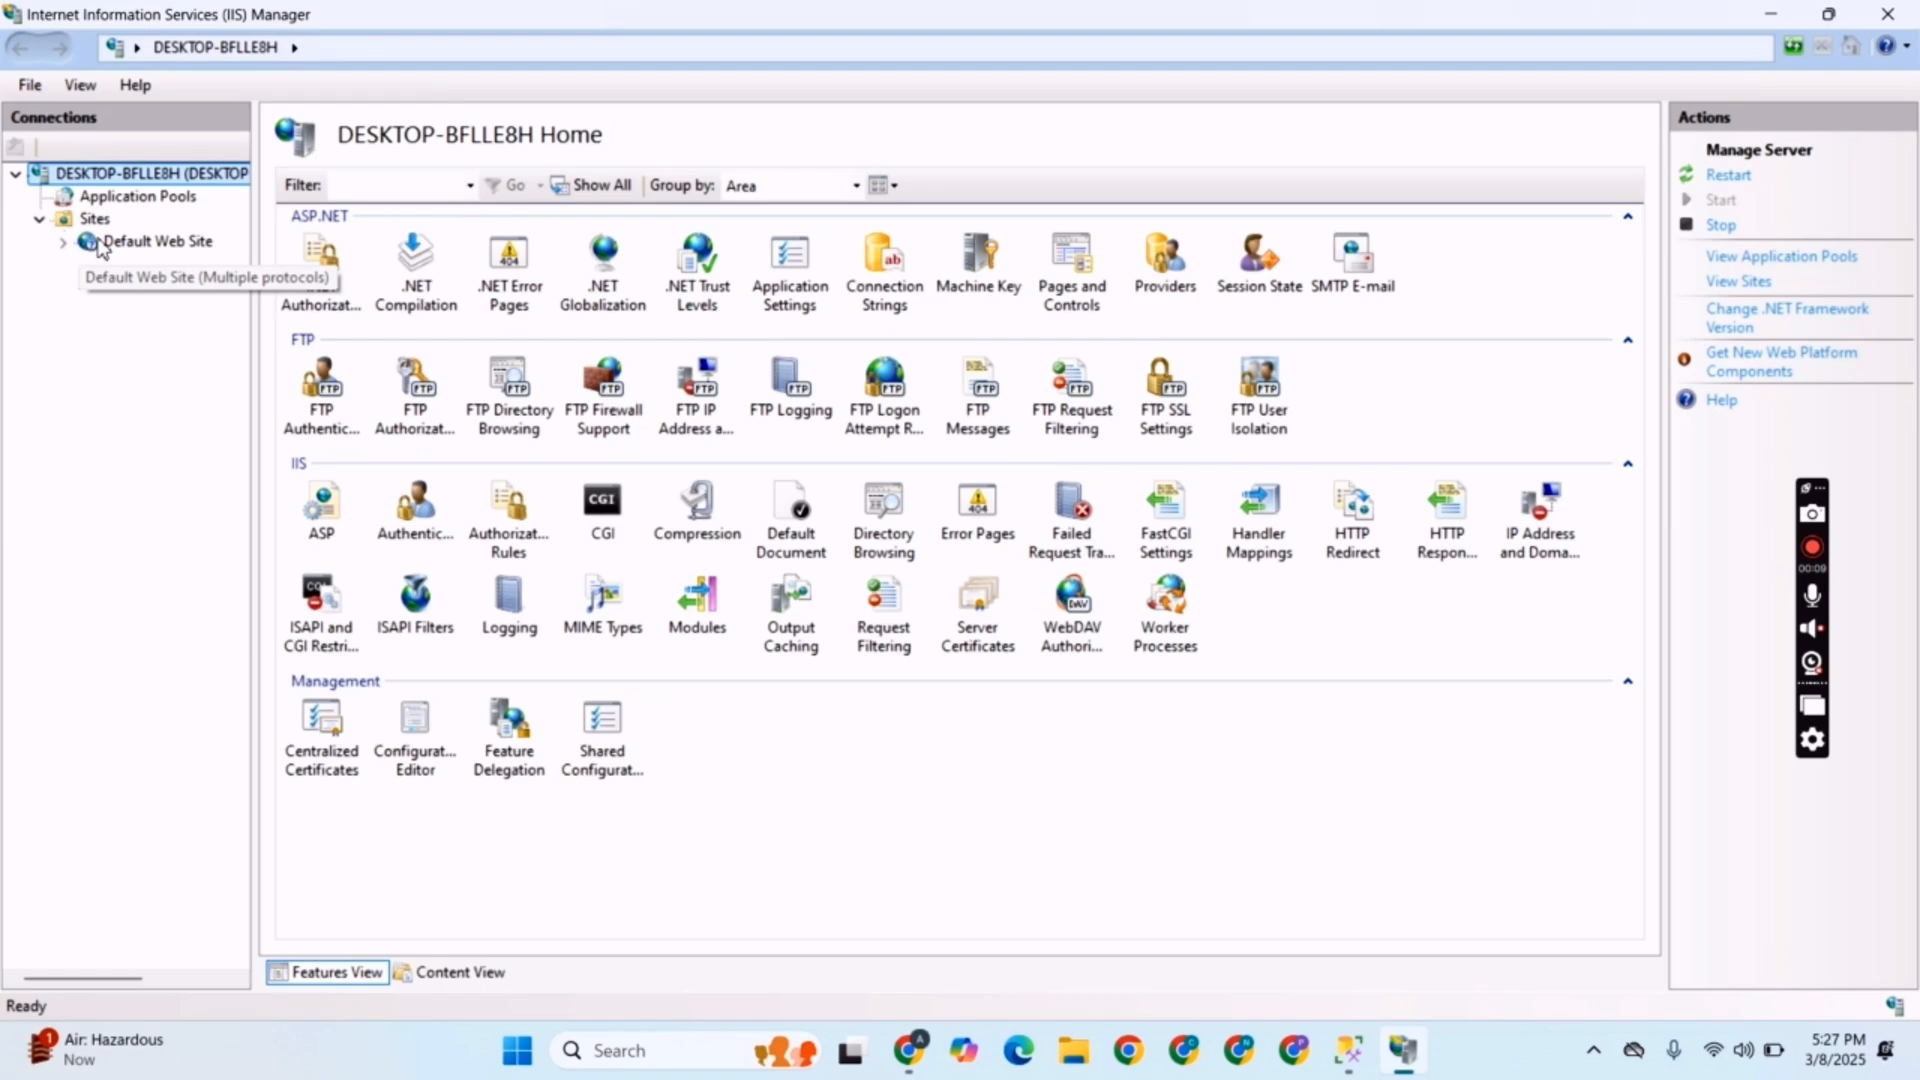 Internet Information Services (IIS) Manager
DESKTOP-BFLLE8H
File View Help
Connections
DESKTOP-BFLLE8H (DESKTOP
Application Pools
Sites
Default Web Site
Default Web Site (Multiple protocols)
DESKTOP-BFLLE8H Home
Filter: Go Show All Group by: Area
ASP.NET
Authorizat...
.NET Compilation
.NET Error Pages
.NET Globalization
.NET Trust Levels
Application Settings
Connection Strings
Machine Key
Pages and Controls
Providers
Session State
SMTP E-mail
FTP
FTP Authentic...
FTP Authorizat...
FTP Directory Browsing
FTP Firewall Support
FTP IP Address a...
FTP Logging
FTP Logon Attempt R...
FTP Messages
FTP Request Filtering
FTP SSL Settings
FTP User Isolation
IIS
ASP
Authentic...
Authorizat... Rules
CGI
Compression
Default Document
Directory Browsing
Error Pages
Failed Request Tra...
FastCGI Settings
Handler Mappings
HTTP Redirect
HTTP Respon...
IP Address and Doma...
ISAPI and CGI Restri...
ISAPI Filters
Logging
MIME Types
Modules
Output Caching
Request Filtering
Server Certificates
WebDAV Authori...
Worker Processes
Management
Centralized Certificates
Configurat... Editor
Feature Delegation
Shared Configurat...
Features View Content View
Actions
Manage Server
Restart
Start
Stop
View Application Pools
View Sites
Change .NET Framework
Version
Get New Web Platform
Components
Help
00:09
Ready
1
Air: Hazardous
Now
Search
5:27 PM
3/8/2025